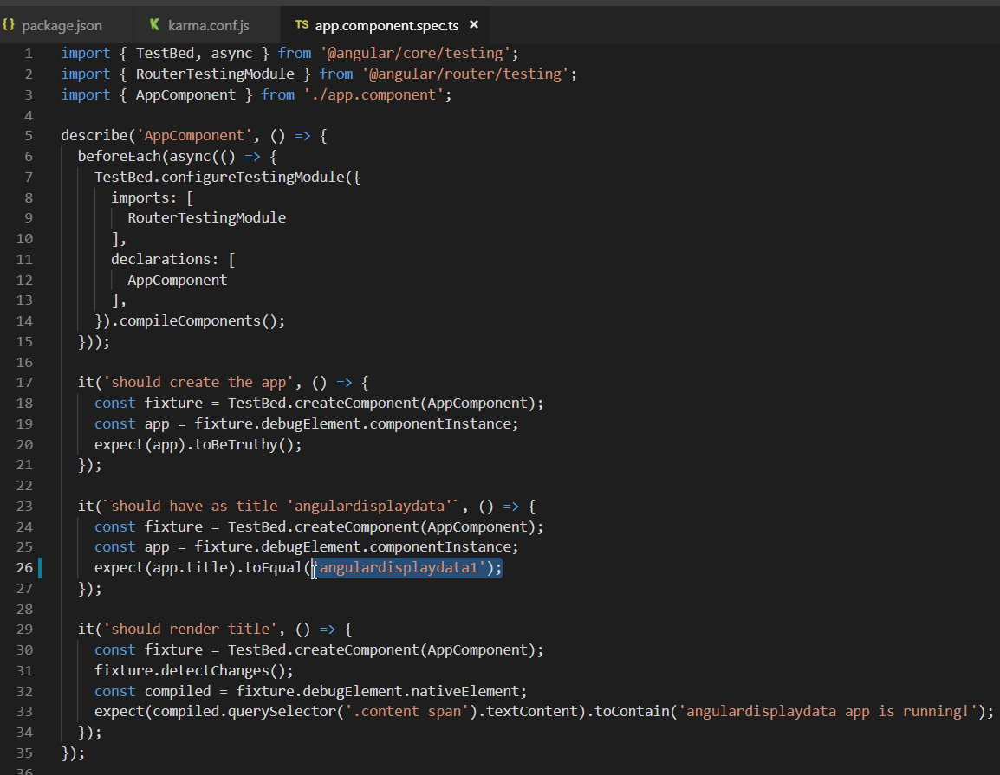 {} package.json K karma.conf.js TS app.component.spec.ts ×
1 import { TestBed, async } from '@angular/core/testing';
2 import { RouterTestingModule } from '@angular/router/testing';
3 import { AppComponent } from './app.component';
4
5 describe('AppComponent', () => {
6   beforeEach(async(() => {
7     TestBed.configureTestingModule({
8       imports: [
9         RouterTestingModule
10       ],
11       declarations: [
12         AppComponent
13       ],
14     }).compileComponents();
15   }));
16
17   it('should create the app', () => {
18     const fixture = TestBed.createComponent(AppComponent);
19     const app = fixture.debugElement.componentInstance;
20     expect(app).toBeTruthy();
21   });
22
23   it(`should have as title 'angulardisplaydata'`, () => {
24     const fixture = TestBed.createComponent(AppComponent);
25     const app = fixture.debugElement.componentInstance;
26     expect(app.title).toEqual('angulardisplaydata1');
27   });
28
29   it('should render title', () => {
30     const fixture = TestBed.createComponent(AppComponent);
31     fixture.detectChanges();
32     const compiled = fixture.debugElement.nativeElement;
33     expect(compiled.querySelector('.content span').textContent).toContain('angulardisplaydata app is running!');
34   });
35 });
36